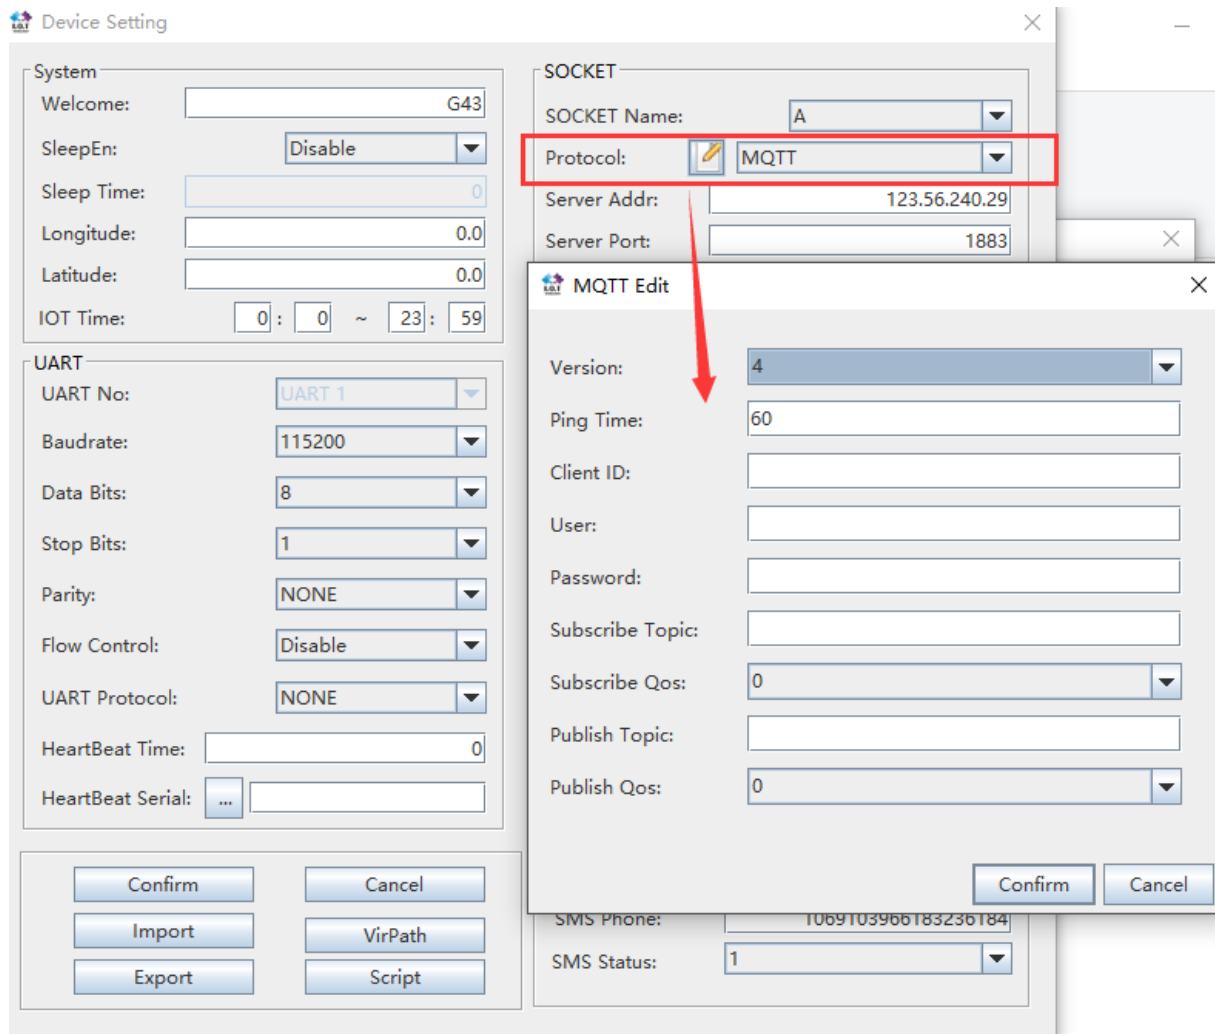 Device Setting
System
Welcome: G43
SleepEn: Disable
Sleep Time: 0
Longitude: 0.0
Latitude: 0.0
IOT Time: 0 : 0 ~ 23 : 59
UART
UART No: UART 1
Baudrate: 115200
Data Bits: 8
Stop Bits: 1
Parity: NONE
Flow Control: Disable
UART Protocol: NONE
HeartBeat Time: 0
HeartBeat Serial: ...
Confirm Cancel
Import VirPath
Export Script
SOCKET
SOCKET Name: A
Protocol: MQTT
Server Addr: 123.56.240.29
Server Port: 1883
MQTT Edit
Version: 4
Ping Time: 60
Client ID:
User:
Password:
Subscribe Topic:
Subscribe Qos: 0
Publish Topic:
Publish Qos: 0
Confirm Cancel
SMS Phone: 1069103966183236184
SMS Status: 1